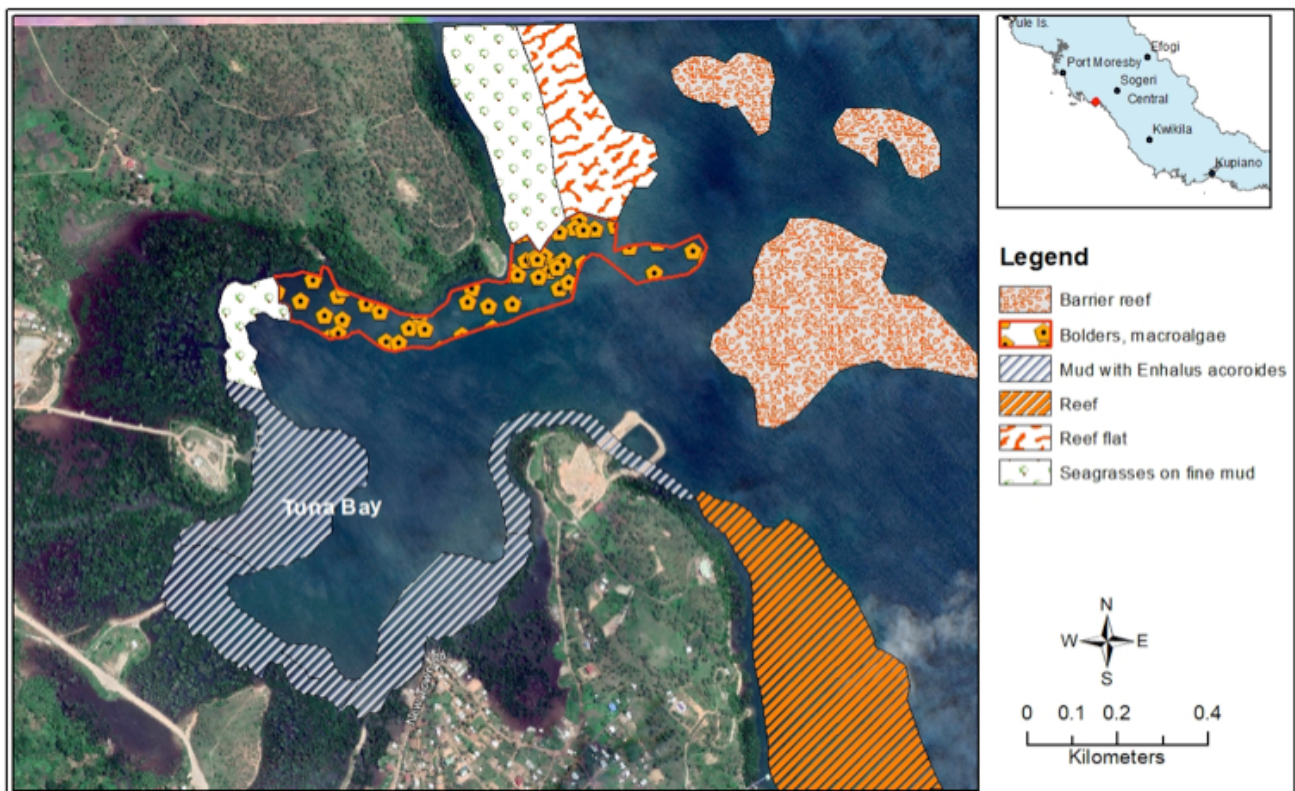 Yule Is.
Efogi
Port Moresby
Sogeri
Central
Kwikila
Kupiano
Legend
Barrier reef
Bolders, macroalgae
Mud with Enhalus acoroides
Reef
Reef flat
Seagrasses on fine mud
Tuna Bay
N
W E
S
0 0.1 0.2 0.4
Kilometers